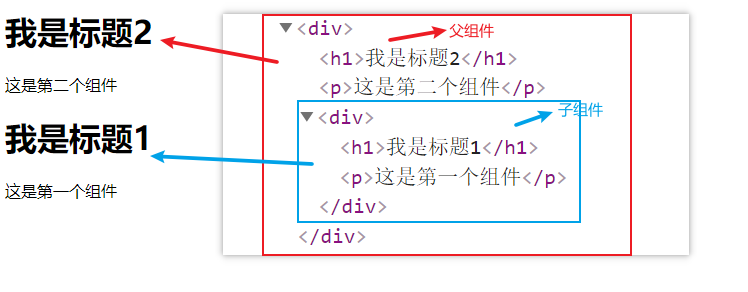 我是标题2
这是第二个组件
我是标题1
这是第一个组件
<div>
父组件
<h1>我是标题2</h1>
<p>这是第二个组件</p>
<div>
子组件
<h1>我是标题1</h1>
<p>这是第一个组件</p>
</div>
</div>